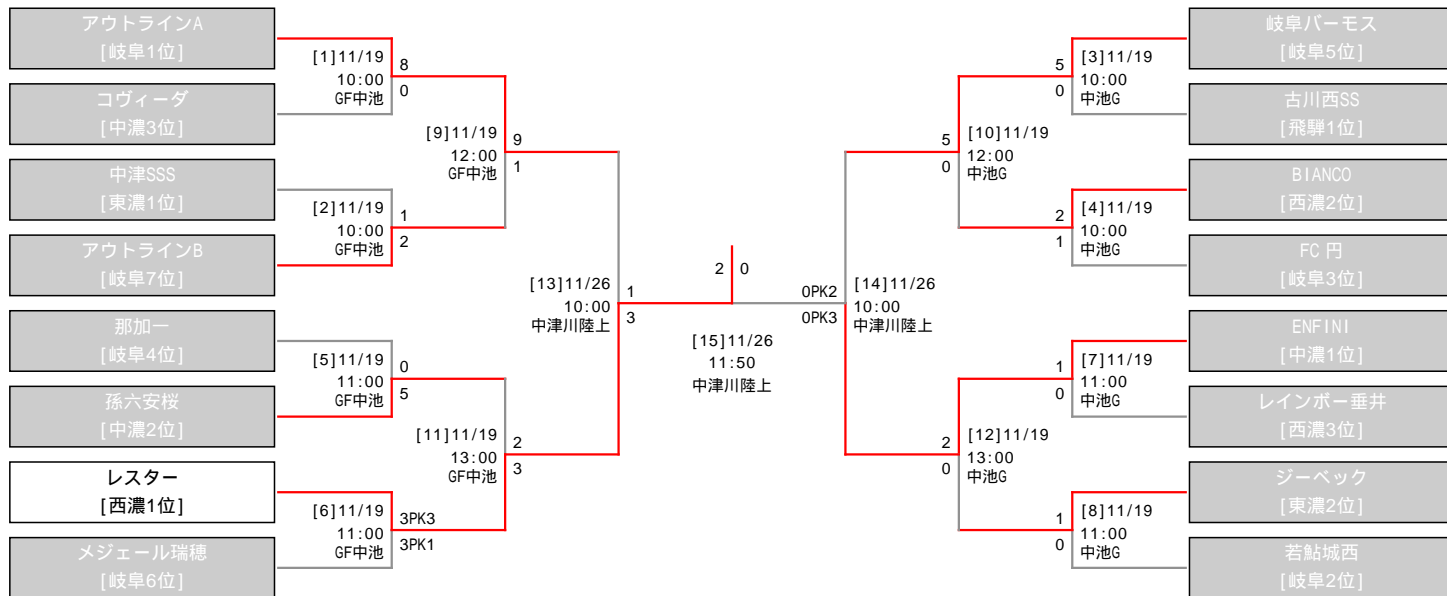 アウトラインA
[岐阜1位]
コヴィーダ
[中濃3位]
中津SSS
[東濃1位]
アウトラインB
[岐阜7位]
那加一
[岐阜4位]
孫六安桜
[中濃2位]
レスター
[西濃1位]
メジェール瑞穂
[岐阜6位]
[1]11/19
10:00
GF中池
8
0
[2]11/19
10:00
GF中池
1
2
[5]11/19
11:00
GF中池
0
5
[6]11/19
11:00
GF中池
3PK3
3PK1
[9]11/19
12:00
GF中池
9
1
[11]11/19
13:00
GF中池
2
3
[13]11/26
10:00
中津川陸上
1
3
2 0
[15]11/26
11:50
中津川陸上
0PK2
0PK3
[14]11/26
10:00
中津川陸上
5
0
[10]11/19
12:00
中池G
2
0
[12]11/19
13:00
中池G
5
0
[3]11/19
10:00
中池G
2
1
[4]11/19
10:00
中池G
1
0
[7]11/19
11:00
中池G
1
0
[8]11/19
11:00
中池G
岐阜バーモス
[岐阜5位]
古川西SS
[飛騨1位]
BIANCO
[西濃2位]
FC 円
[岐阜3位]
ENFINI
[中濃1位]
レインボー垂井
[西濃3位]
ジーベック
[東濃2位]
若鮎城西
[岐阜2位]